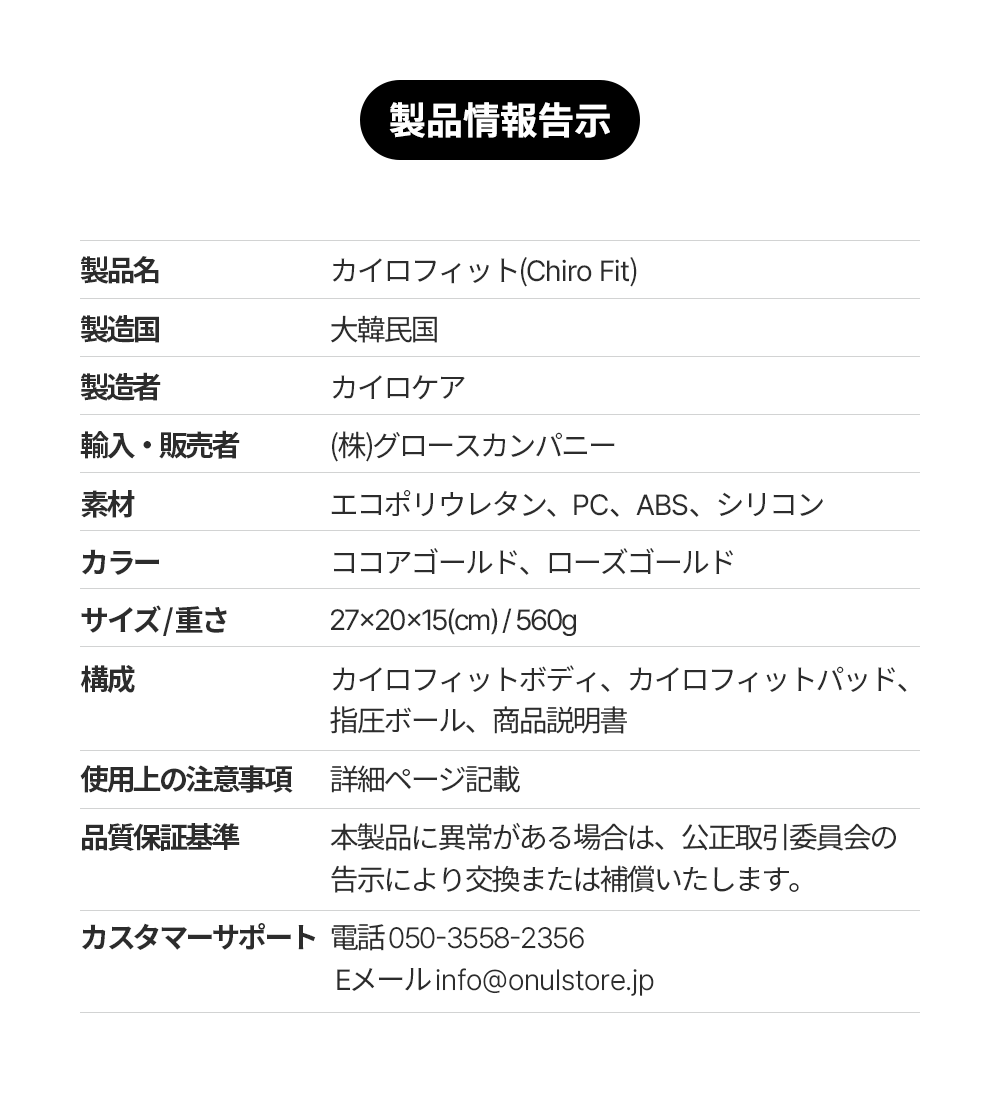 製品情報告示
製品名 カイロフィット(Chiro Fit)
製造国 大韓民国
製造者 カイロケア
輸入・販売者 (株)グロースカンパニー
素材 エコポリウレタン、PC、ABS、シリコン
カラー ココアゴールド、ローズゴールド
サイズ/重さ 27×20×15(cm) / 560g
構成 カイロフィットボディ、カイロフィットパッド、
指圧ボール、商品説明書
使用上の注意事項 詳細ページ記載
品質保証基準 本製品に異常がある場合は、公正取引委員会の
告示により交換または補償いたします。
カスタマーサポート 電話 050-3558-2356
Eメール info@onulstore.jp